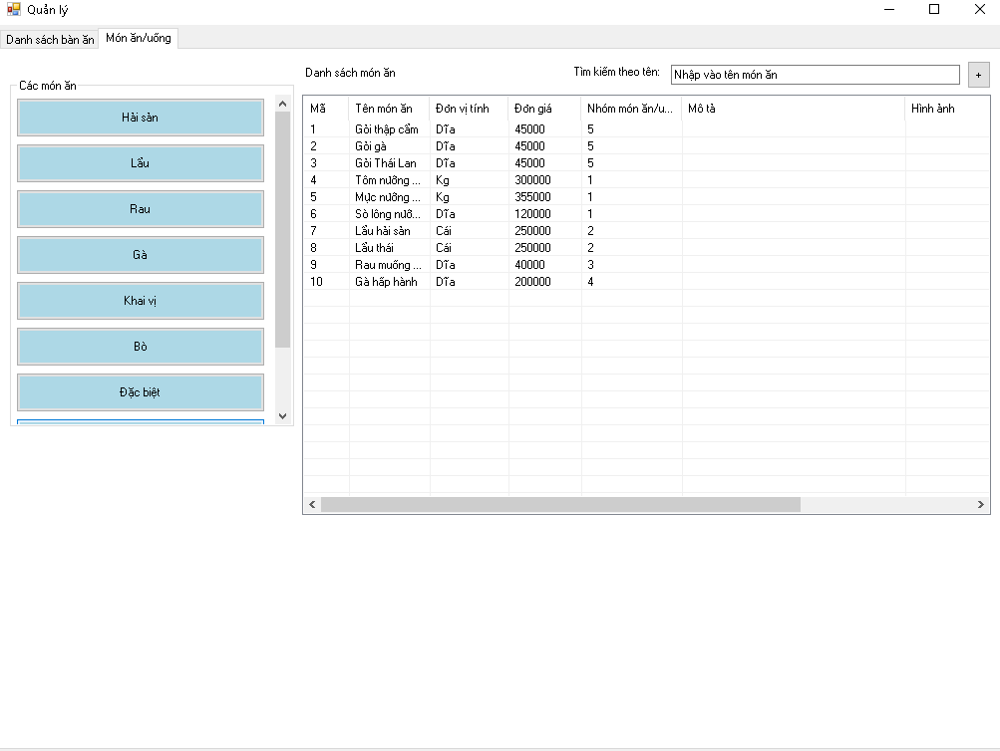 Quản lý
Danh sách bàn ăn Món ăn/uống
Các món ăn
Hải sản
Lẩu
Rau
Gà
Khai vị
Bò
Đặc biệt
Danh sách món ăn Tìm kiếm theo tên: Nhập vào tên món ăn +
Mã Tên món ăn Đơn vị tính Đơn giá Nhóm món ăn/u... Mô tả Hình ảnh
1 Gỏi thập cẩm Dĩa 45000 5
2 Gỏi gà Dĩa 45000 5
3 Gỏi Thái Lan Dĩa 45000 5
4 Tôm nướng ... Kg 300000 1
5 Mực nướng ... Kg 355000 1
6 Sò lông nướ... Dĩa 120000 1
7 Lẩu hải sản Cái 250000 2
8 Lẩu thái Cái 250000 2
9 Rau muống ... Dĩa 40000 3
10 Gà hấp hành Dĩa 200000 4